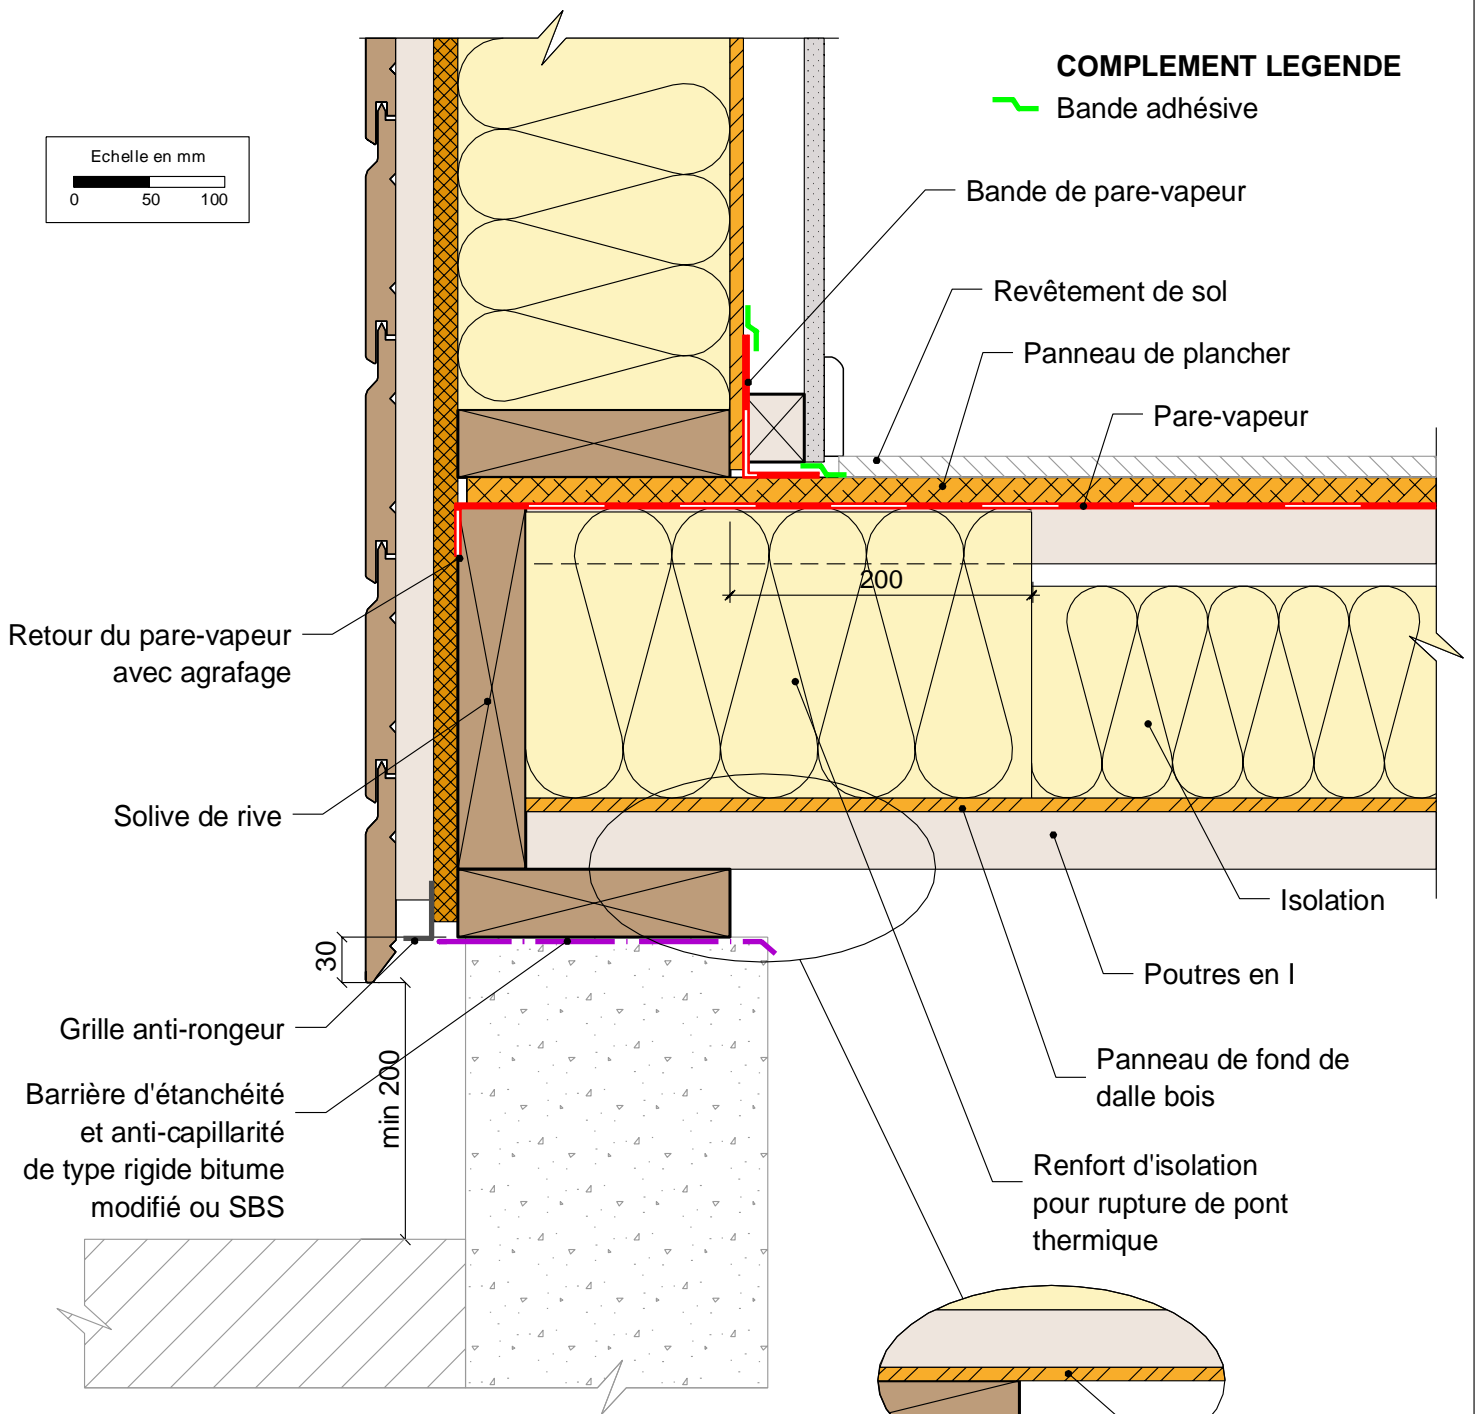 COMPLEMENT LEGENDE
Bande adhésive
Echelle en mm
0 50 100
Bande de pare-vapeur
Revêtement de sol
Panneau de plancher
Pare-vapeur
200
Retour du pare-vapeur
avec agrafage
Solive de rive
Isolation
30
Poutres en I
Grille anti-rongeur
min 200
Panneau de fond de
dalle bois
Barrière d'étanchéité
et anti-capillarité
de type rigide bitume
modifié ou SBS
Renfort d'isolation
pour rupture de pont
thermique